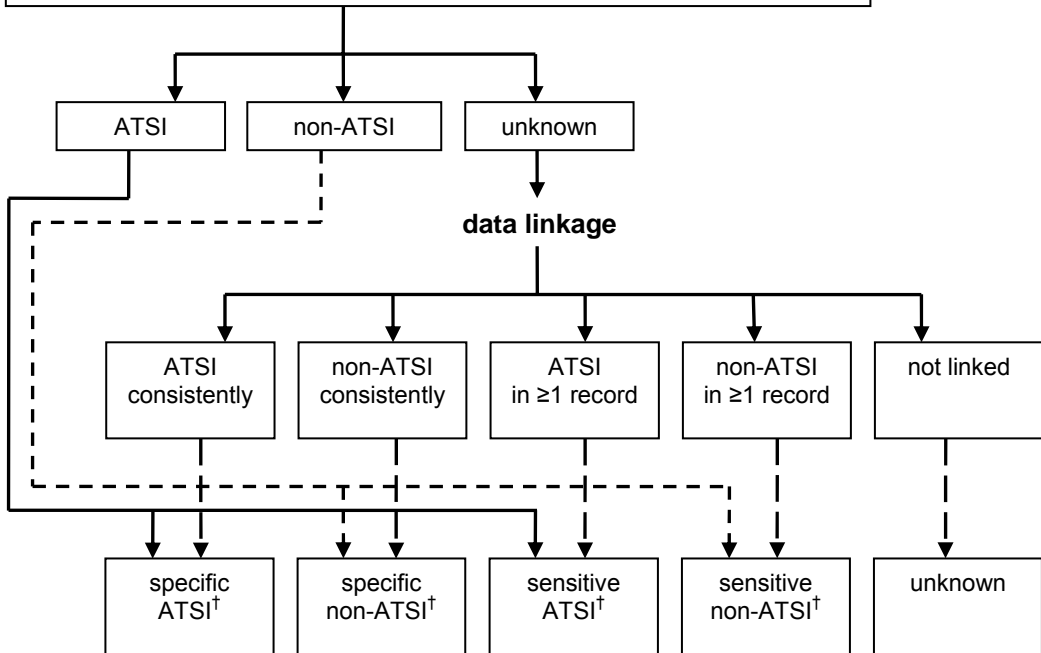 ATSI
non-ATSI
unknown
data linkage
ATSI
consistently
non-ATSI
consistently
ATSI
in ≥1 record
non-ATSI
in ≥1 record
not linked
specific
ATSI†
specific
non-ATSI†
sensitive
ATSI†
sensitive
non-ATSI†
unknown